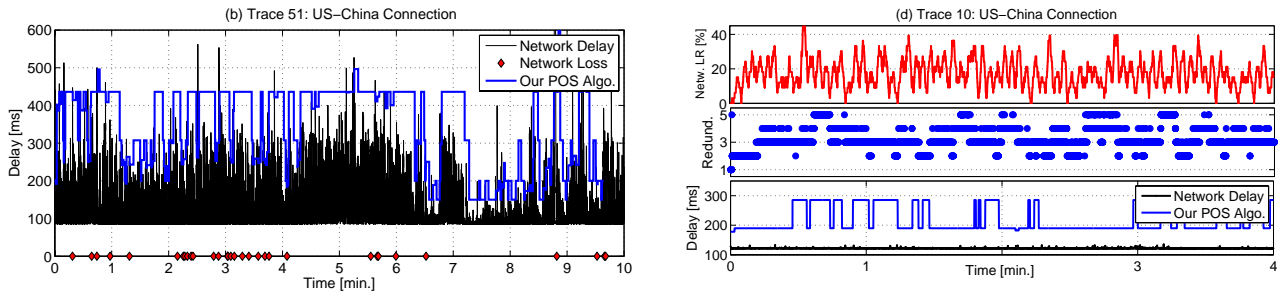 (b) Trace 51: US−China Connection
600
500
400
300
200
100
0
Delay [ms]
Network Delay
Network Loss
Our POS Algo.
0 1 2 3 4 5 6 7 8 9 10
Time [min.]
(d) Trace 10: US−China Connection
40
20
0
Netw. LR [%]
5
3
1
Redund.
300
200
100
Delay [ms]
Network Delay
Our POS Algo.
0 1 3 4
Time [min.]